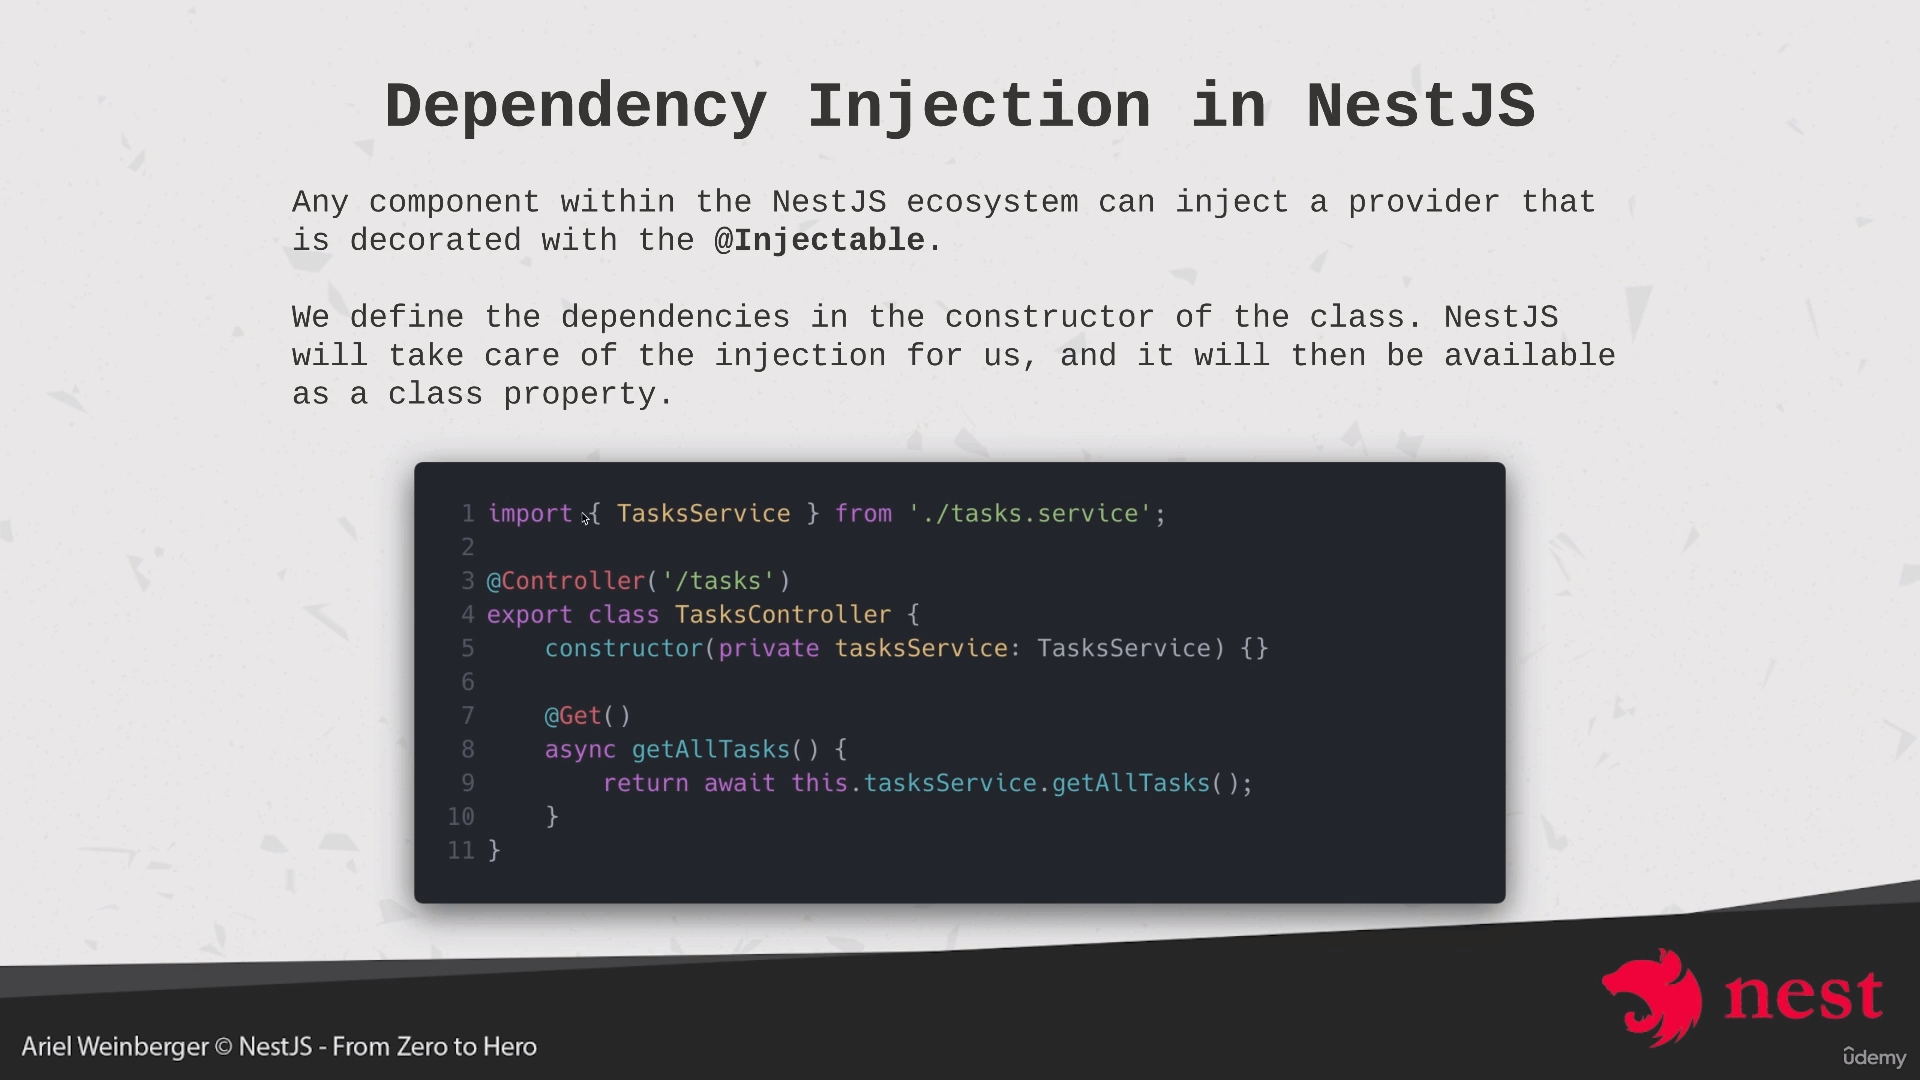 Dependency Injection in NestJS
Any component within the NestJS ecosystem can inject a provider that
is decorated with the @Injectable.
We define the dependencies in the constructor of the class. NestJS
will take care of the injection for us, and it will then be available
as a class property.
1 import { TasksService } from './tasks.service';
2
3 @Controller('/tasks')
4 export class TasksController {
5     constructor(private tasksService: TasksService) {}
6
7     @Get()
8     async getAllTasks() {
9         return await this.tasksService.getAllTasks();
10     }
11 }
nest
Ariel Weinberger © NestJS - From Zero to Hero
ûdemy